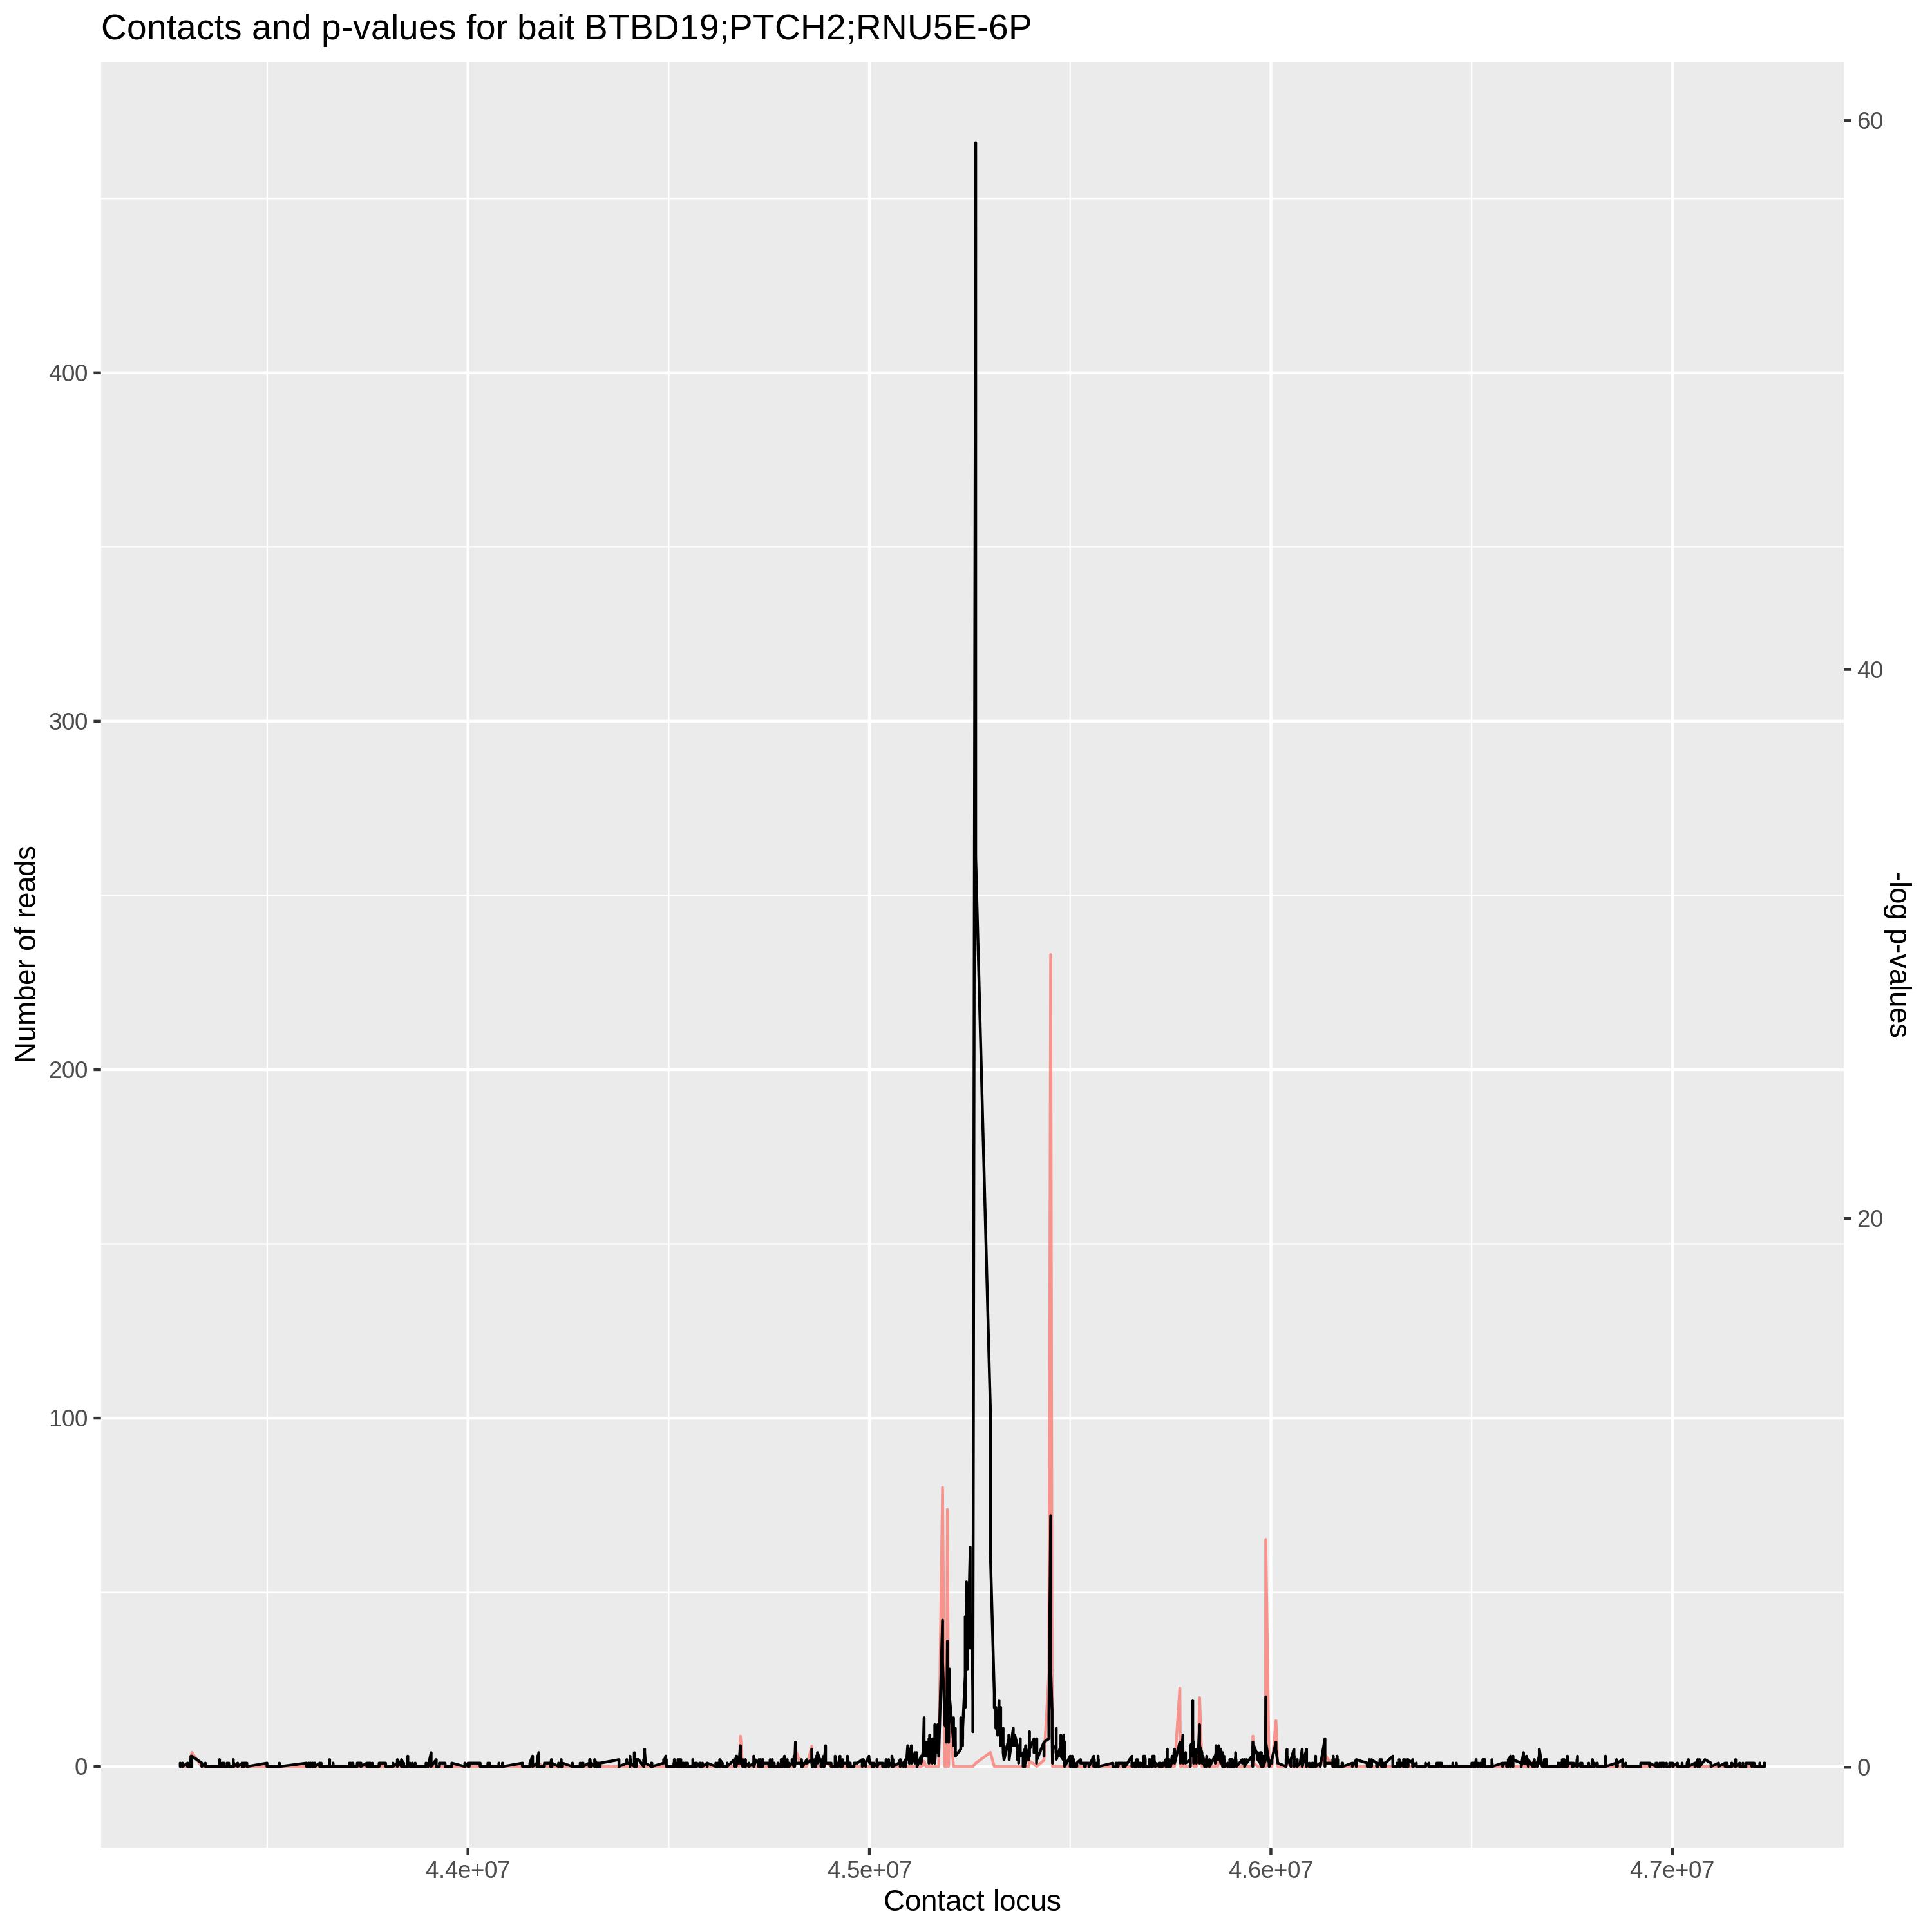 Contacts and p-values for bait BTBD19;PTCH2;RNU5E-6P
Number of reads
400
300
200
100
0
60
40
20
0
-log p-values
4.4e+07
4.5e+07
4.6e+07
4.7e+07
Contact locus